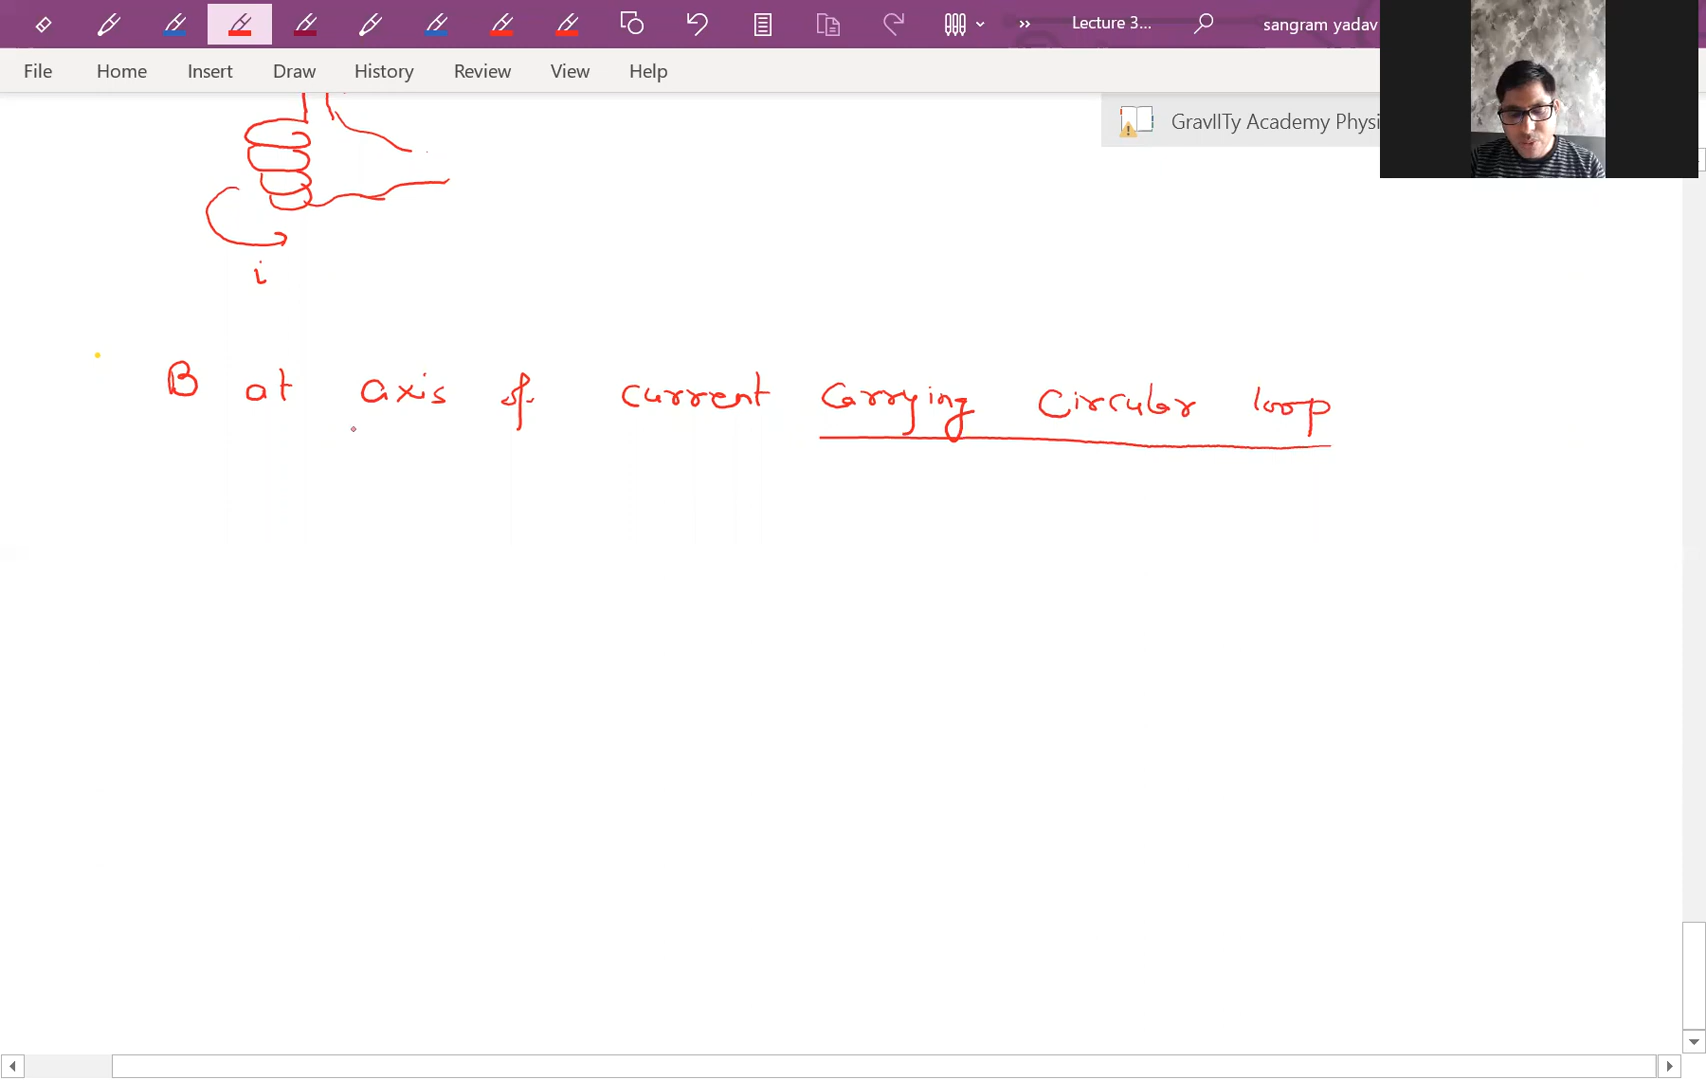 Lecture 3...
sangram yadav
File Home Insert Draw History Review View Help
GravIITy Academy Physi
i
B at axis of current Carrying Circular loop